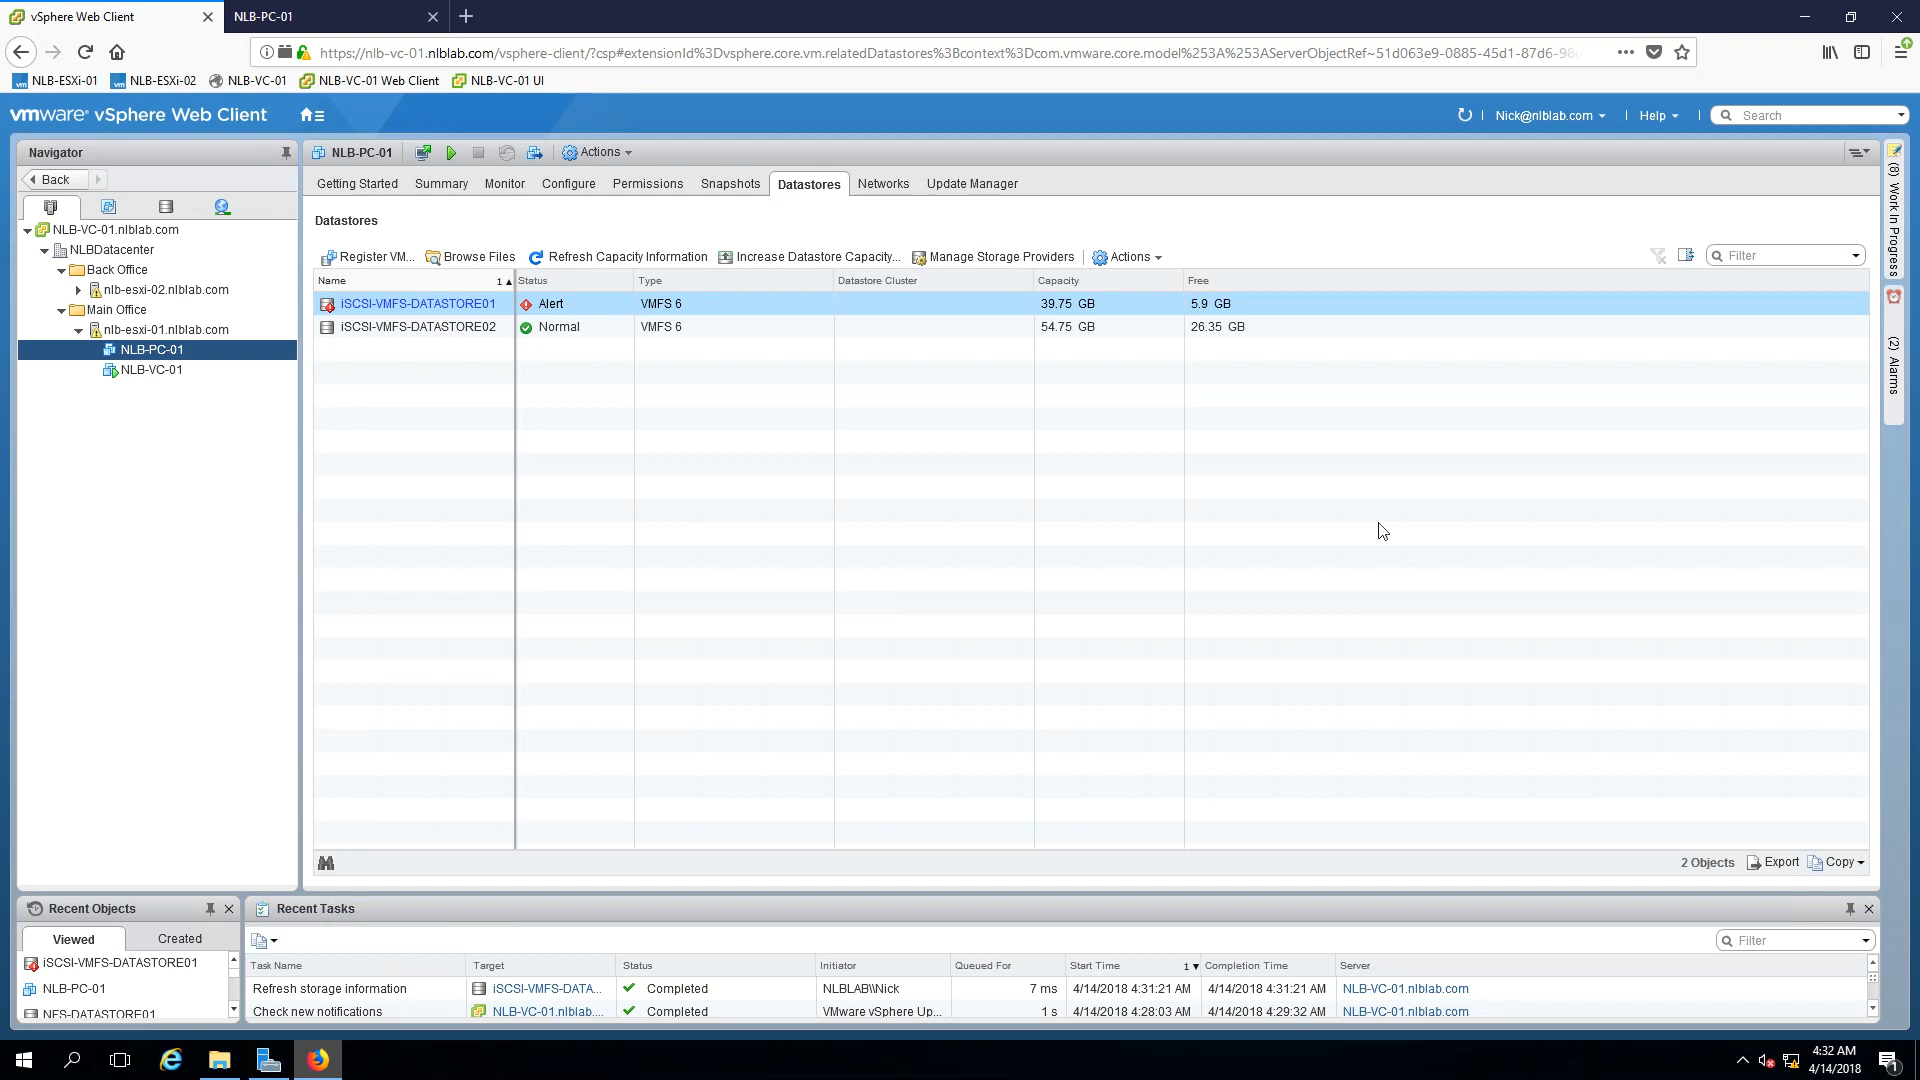 vSphere Web Client
NLB-PC-01
https://nlb-vc-01.nlblab.com/vsphere-client/?csp#extensionId%3Dvsphere.core.vm.relatedDatastores%3Bcontext%3Dcom.vmware.core.model%253A%253AServerObjectRef~51d063e9-0885-45d1-87d6-98
NLB-ESXi-01
NLB-ESXi-02
NLB-VC-01
NLB-VC-01 Web Client
NLB-VC-01 UI
vmware® vSphere Web Client
Nick@nlblab.com
Help
Search
Navigator
Back
NLB-VC-01.nlblab.com
NLBDatacenter
Back Office
nlb-esxi-02.nlblab.com
Main Office
nlb-esxi-01.nlblab.com
NLB-PC-01
NLB-VC-01
NLB-PC-01
Actions
Getting Started Summary Monitor Configure Permissions Snapshots Datastores Networks Update Manager
Datastores
Register VM... Browse Files Refresh Capacity Information Increase Datastore Capacity... Manage Storage Providers Actions
Filter
Name 1 Status Type Datastore Cluster Capacity Free
iSCSI-VMFS-DATASTORE01 Alert VMFS 6 39.75 GB 5.9 GB
iSCSI-VMFS-DATASTORE02 Normal VMFS 6 54.75 GB 26.35 GB
2 Objects Export Copy
(8) Work In Progress
(2) Alarms
Recent Objects
Viewed Created
iSCSI-VMFS-DATASTORE01
NLB-PC-01
NFS-DATASTORE01
Recent Tasks
Filter
Task Name Target Status Initiator Queued For Start Time 1 Completion Time Server
Refresh storage information iSCSI-VMFS-DATA... Completed NLBLAB\\Nick 7 ms 4/14/2018 4:31:21 AM 4/14/2018 4:31:21 AM NLB-VC-01.nlblab.com
Check new notifications NLB-VC-01.nlblab.... Completed VMware vSphere Up... 1 s 4/14/2018 4:28:03 AM 4/14/2018 4:29:32 AM NLB-VC-01.nlblab.com
4:32 AM
4/14/2018
1